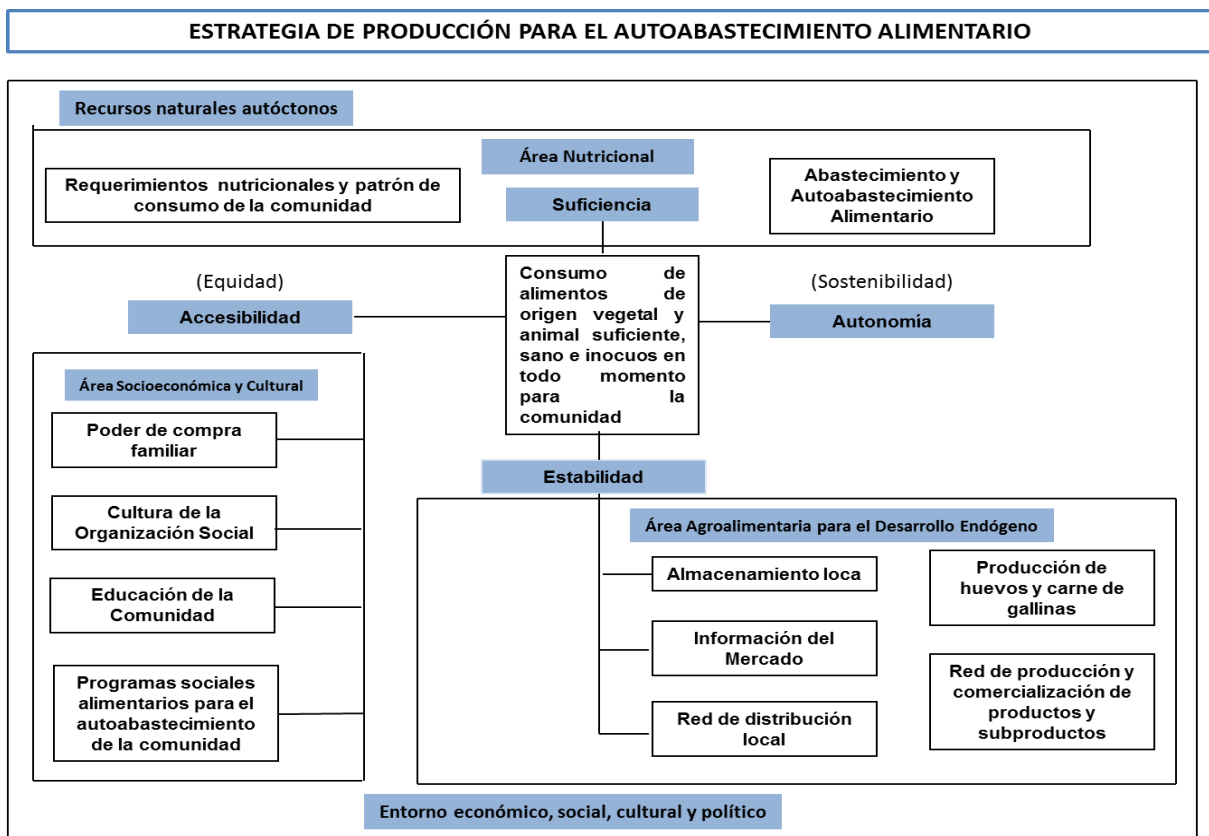 ESTRATEGIA DE PRODUCCIÓN PARA EL AUTOABASTECIMIENTO ALIMENTARIO
Recursos naturales autóctonos
Área Nutricional
Requerimientos nutricionales y patrón de
consumo de la comunidad
Suficiencia
Abastecimiento y
Autoabastecimiento
Alimentario
(Equidad)
Accesibilidad
Consumo de
alimentos de
origen vegetal y
animal suficiente,
sano e inocuos en
todo momento
para la
comunidad
(Sostenibilidad)
Autonomía
Área Socioeconómica y Cultural
Poder de compra
familiar
Cultura de la
Organización Social
Educación de la
Comunidad
Programas sociales
alimentarios para el
autoabastecimiento
de la comunidad
Estabilidad
Área Agroalimentaria para el Desarrollo Endógeno
Almacenamiento loca
Información del
Mercado
Red de distribución
local
Producción de
huevos y carne de
gallinas
Red de producción y
comercialización de
productos y
subproductos
Entorno económico, social, cultural y político